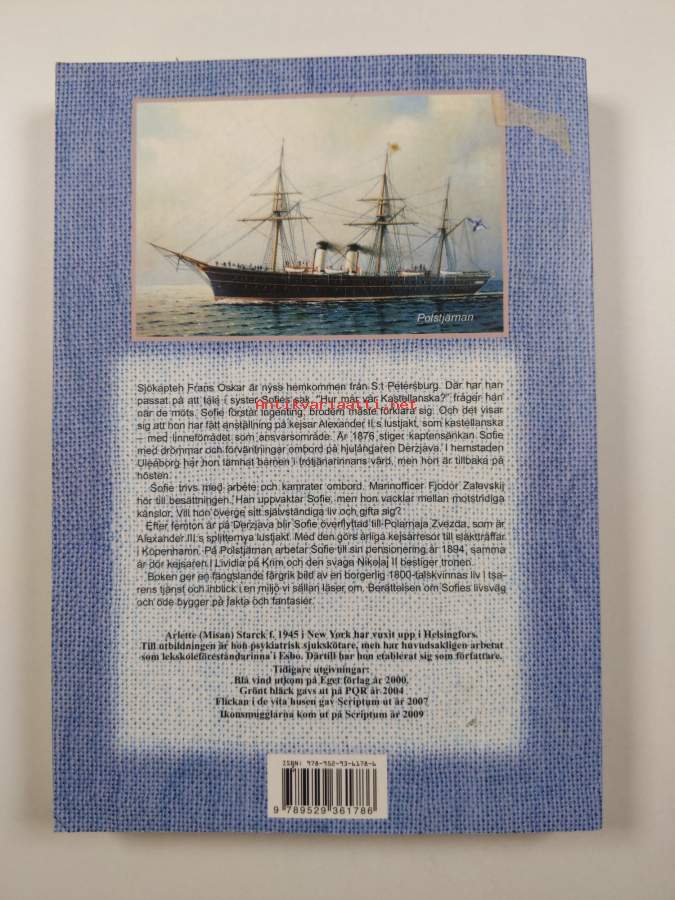 Polstjärnan
Sjökapten Frans Oskar är nyss hemkommen från S:t Petersburg. Där har han
passat på att tala i syster Sofies sak. "Hur mår vår Kastellanska?" frågar han
när de möts. Sofie förstår ingenting, brodern måste förklara sig. Och det visar
sig att hon har fått anställning på kejsar Alexander II:s lustjakt, som kastellanska
– med linneförrådet som ansvarsområde. År 1876 stiger kaptensänkan Sofie
med drömmar och förväntningar ombord på hjulångaren Derzjava. I hemstaden
Uleåborg har hon lämnat barnen i trotjänarinnans vård, men hon är tillbaka på
hösten.
Sofie trivs med arbete och kamrater ombord. Marinofficer Fjodor Zalevskij
hör till besättningen. Han uppvaktar Sofie, men hon vacklar mellan motstridiga
känslor. Vill hon överge sitt självständiga liv och gifta sig?
Efter femton år på Derzjava blir Sofie överflyttad till Polarnaja Zvezda, som är
Alexander III:s splitternya lustjakt. Med den görs årliga kejsarresor till släktträffar
i Köpenhamn. På Polstjärnan arbetar Sofie till sin pensionering år 1894, samma
år dör kejsaren i Lividia på Krim och den svaga Nikolaj II bestiger tronen.
Boken ger en fängslande färgrik bild av en borgerlig 1800-talskvinnas liv i tsa-
rens tjänst och inblick i en miljö vi sällan läser om. Berättelsen om Sofies livsväg
och öde bygger på fakta och fantasier.
Antikvariaatti.net
Arlette (Misan) Starck f. 1945 i New York har vuxit upp i Helsingfors.
Till utbildningen är hon psykiatrisk sjukskötare, men har huvudsakligen arbetat
som lekskoleföreståndarinna i Esbo. Därtill har hon etablerat sig som författare.
Tidigare utgivningar:
Blå vind utkom på Eget förlag år 2000.
Grönt bläck gavs ut på PQR år 2004
Flickan i de vita husen gav Scriptum ut år 2007
Ikonsmugglarna kom ut på Scriptum år 2009
ISBN: 978-952-93-6178-6
9 789529 361786